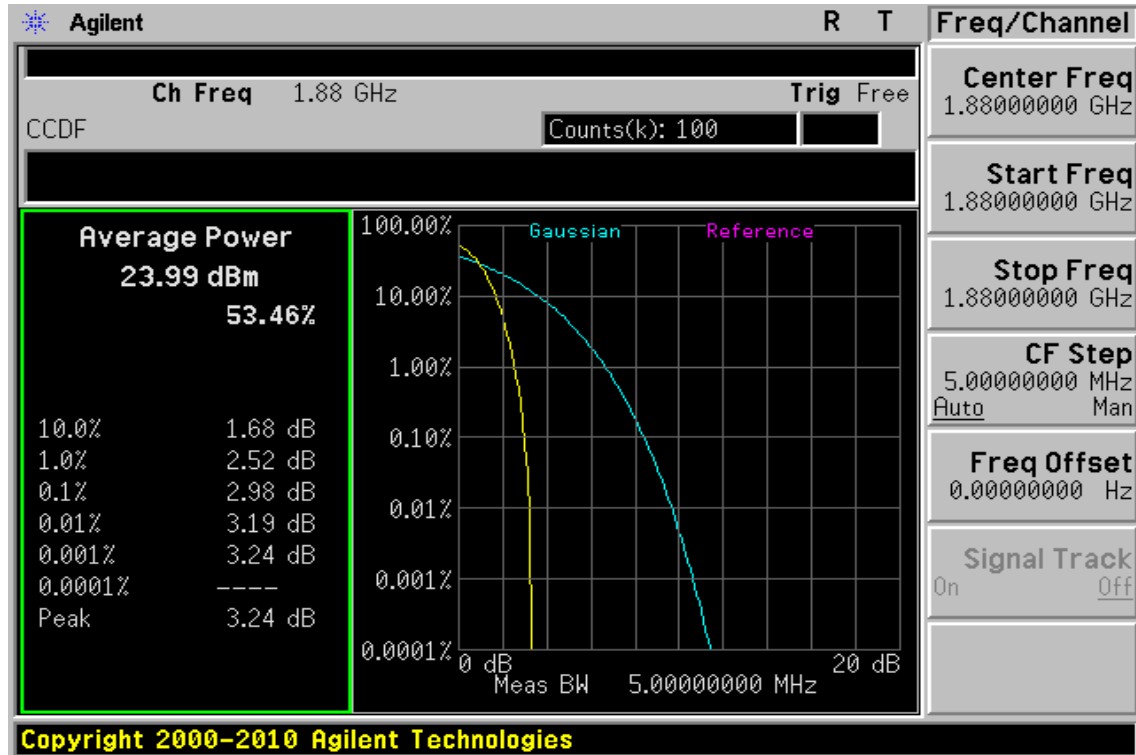 Agilent R T Freq/Channel
Ch Freq 1.88 GHz Trig Free
CCDF Counts(k): 100
Average Power
23.99 dBm
53.46%
10.0% 1.68 dB
1.0% 2.52 dB
0.1% 2.98 dB
0.01% 3.19 dB
0.001% 3.24 dB
0.0001% ----
Peak 3.24 dB
Gaussian Reference
100.00%
10.00%
1.00%
0.10%
0.01%
0.001%
0.0001%
0 dB 20 dB
Meas BW 5.00000000 MHz
Center Freq
1.88000000 GHz
Start Freq
1.88000000 GHz
Stop Freq
1.88000000 GHz
CF Step
5.00000000 MHz
Auto Man
Freq Offset
0.00000000 Hz
Signal Track
On Off
Copyright 2000-2010 Agilent Technologies